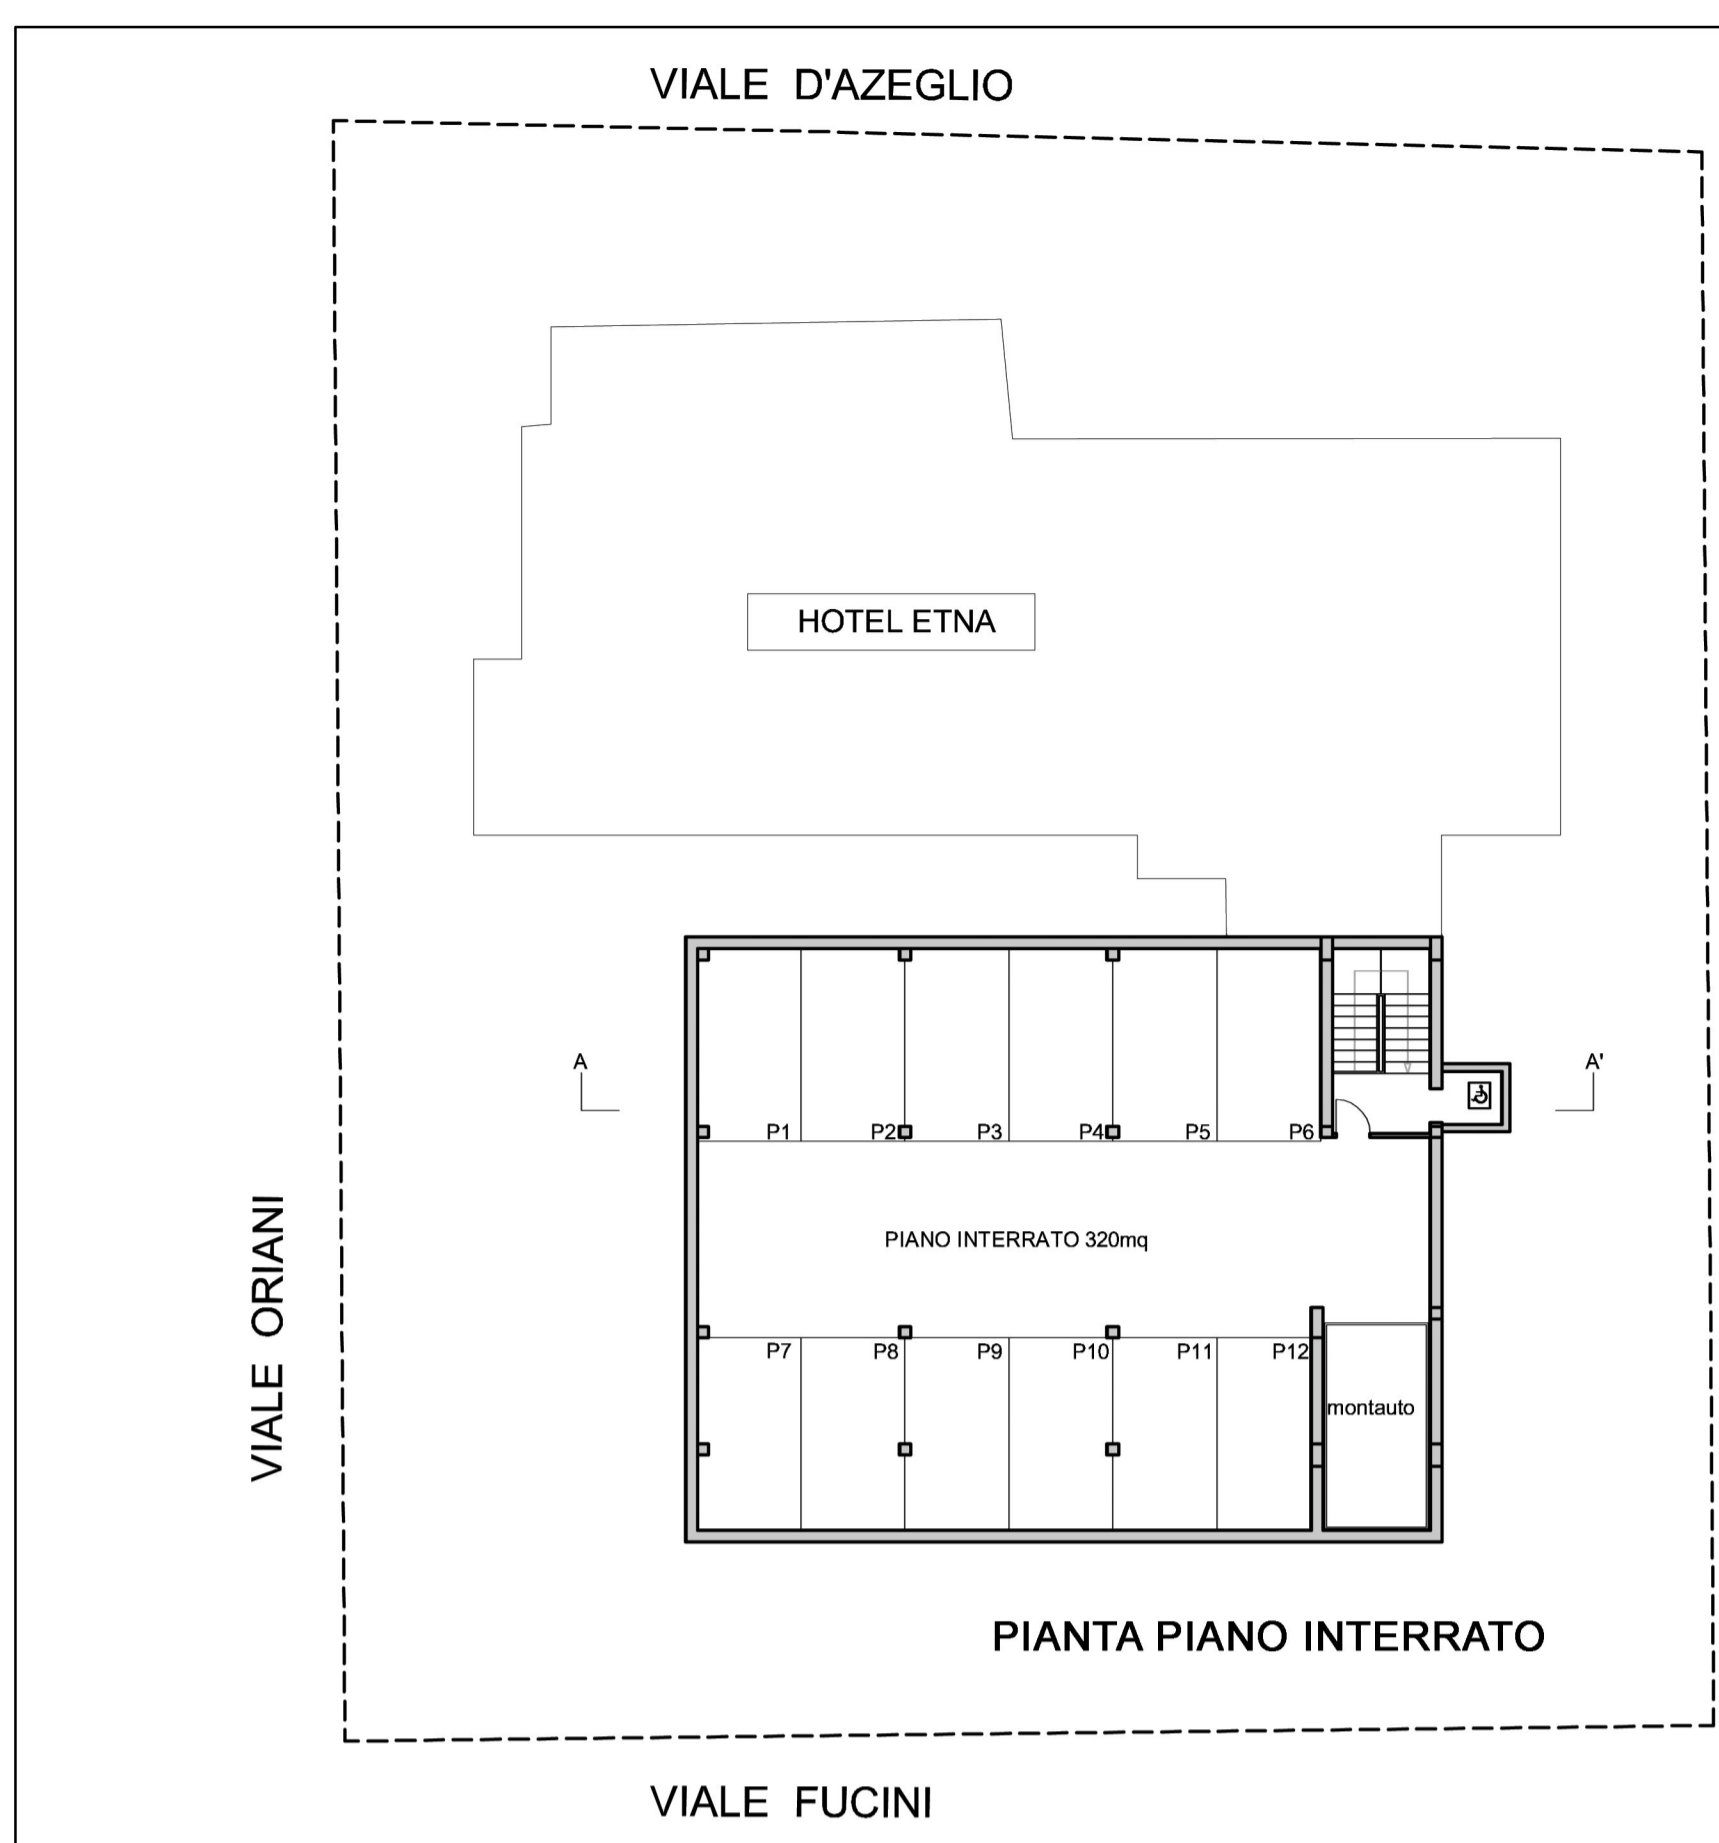 VIALE D'AZEGLIO
HOTEL ETNA
A
A'
P1
P2
P3
P4
P5
P6
VIALE ORIANI
PIANO INTERRATO 320mq
P7
P8
P9
P10
P11
P12
montauto
PIANTA PIANO INTERRATO
VIALE FUCINI